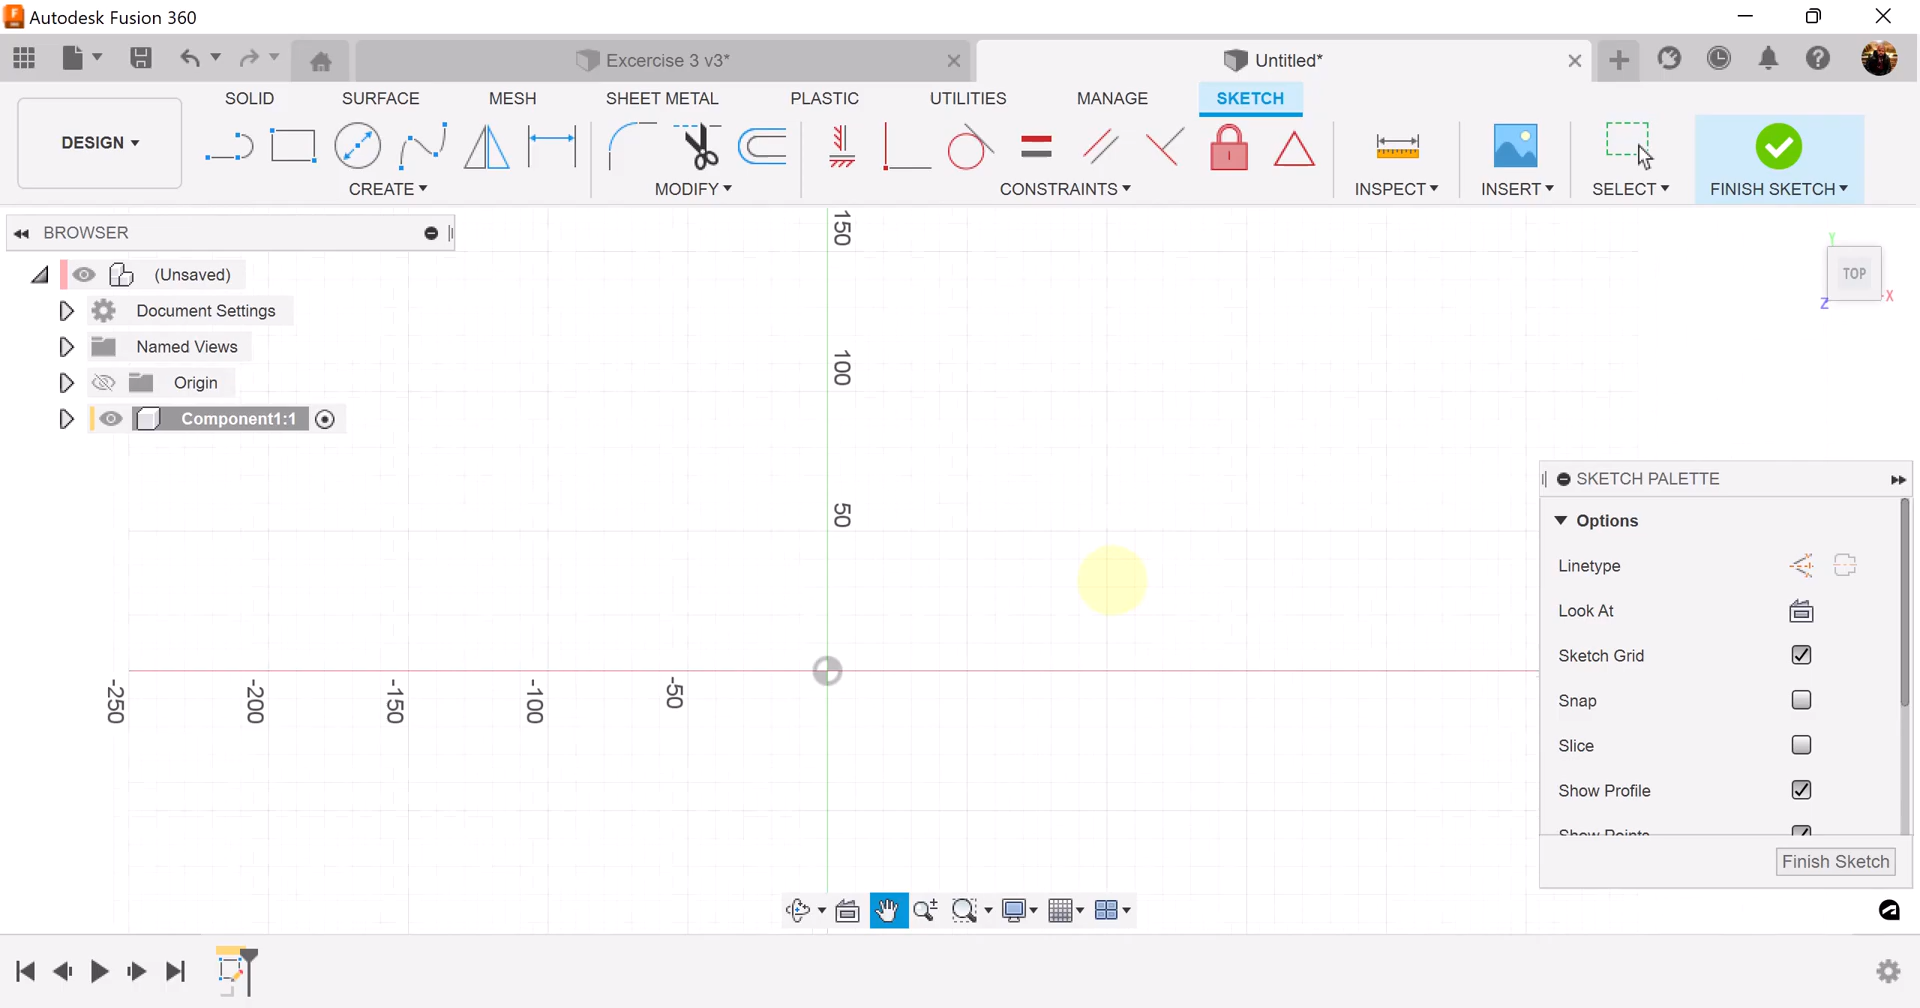 Autodesk Fusion 360
Excercise 3 v3*
Untitled*
SOLID SURFACE MESH SHEET METAL PLASTIC UTILITIES MANAGE SKETCH
DESIGN
CREATE MODIFY CONSTRAINTS INSPECT INSERT SELECT FINISH SKETCH
BROWSER
(Unsaved)
Document Settings
Named Views
Origin
Component1:1
150
100
50
-250 -200 -150 -100 -50
TOP
Y
X
Z
SKETCH PALETTE
Options
Linetype
Look At
Sketch Grid
Snap
Slice
Show Profile
Show Points
Finish Sketch